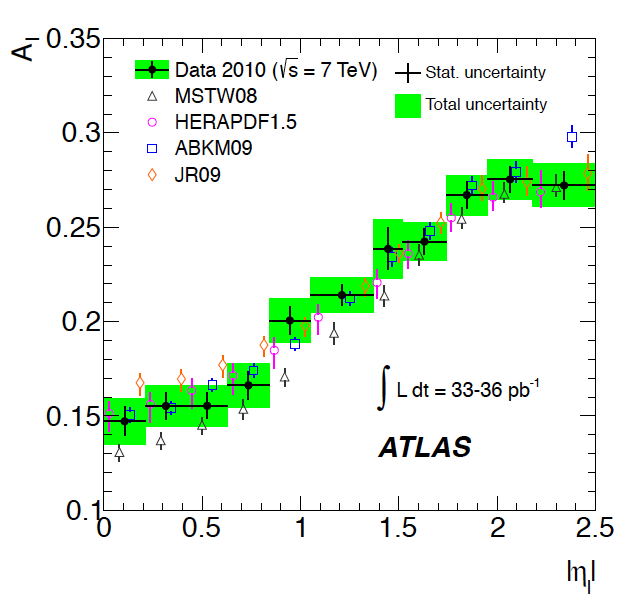 A_l
0.35
0.3
0.25
0.2
0.15
0.1
Data 2010 (√s = 7 TeV)
MSTW08
HERAPDF1.5
ABKM09
JR09
Stat. uncertainty
Total uncertainty
∫ L dt = 33-36 pb⁻¹
ATLAS
0 0.5 1 1.5 2 2.5
|η_l|